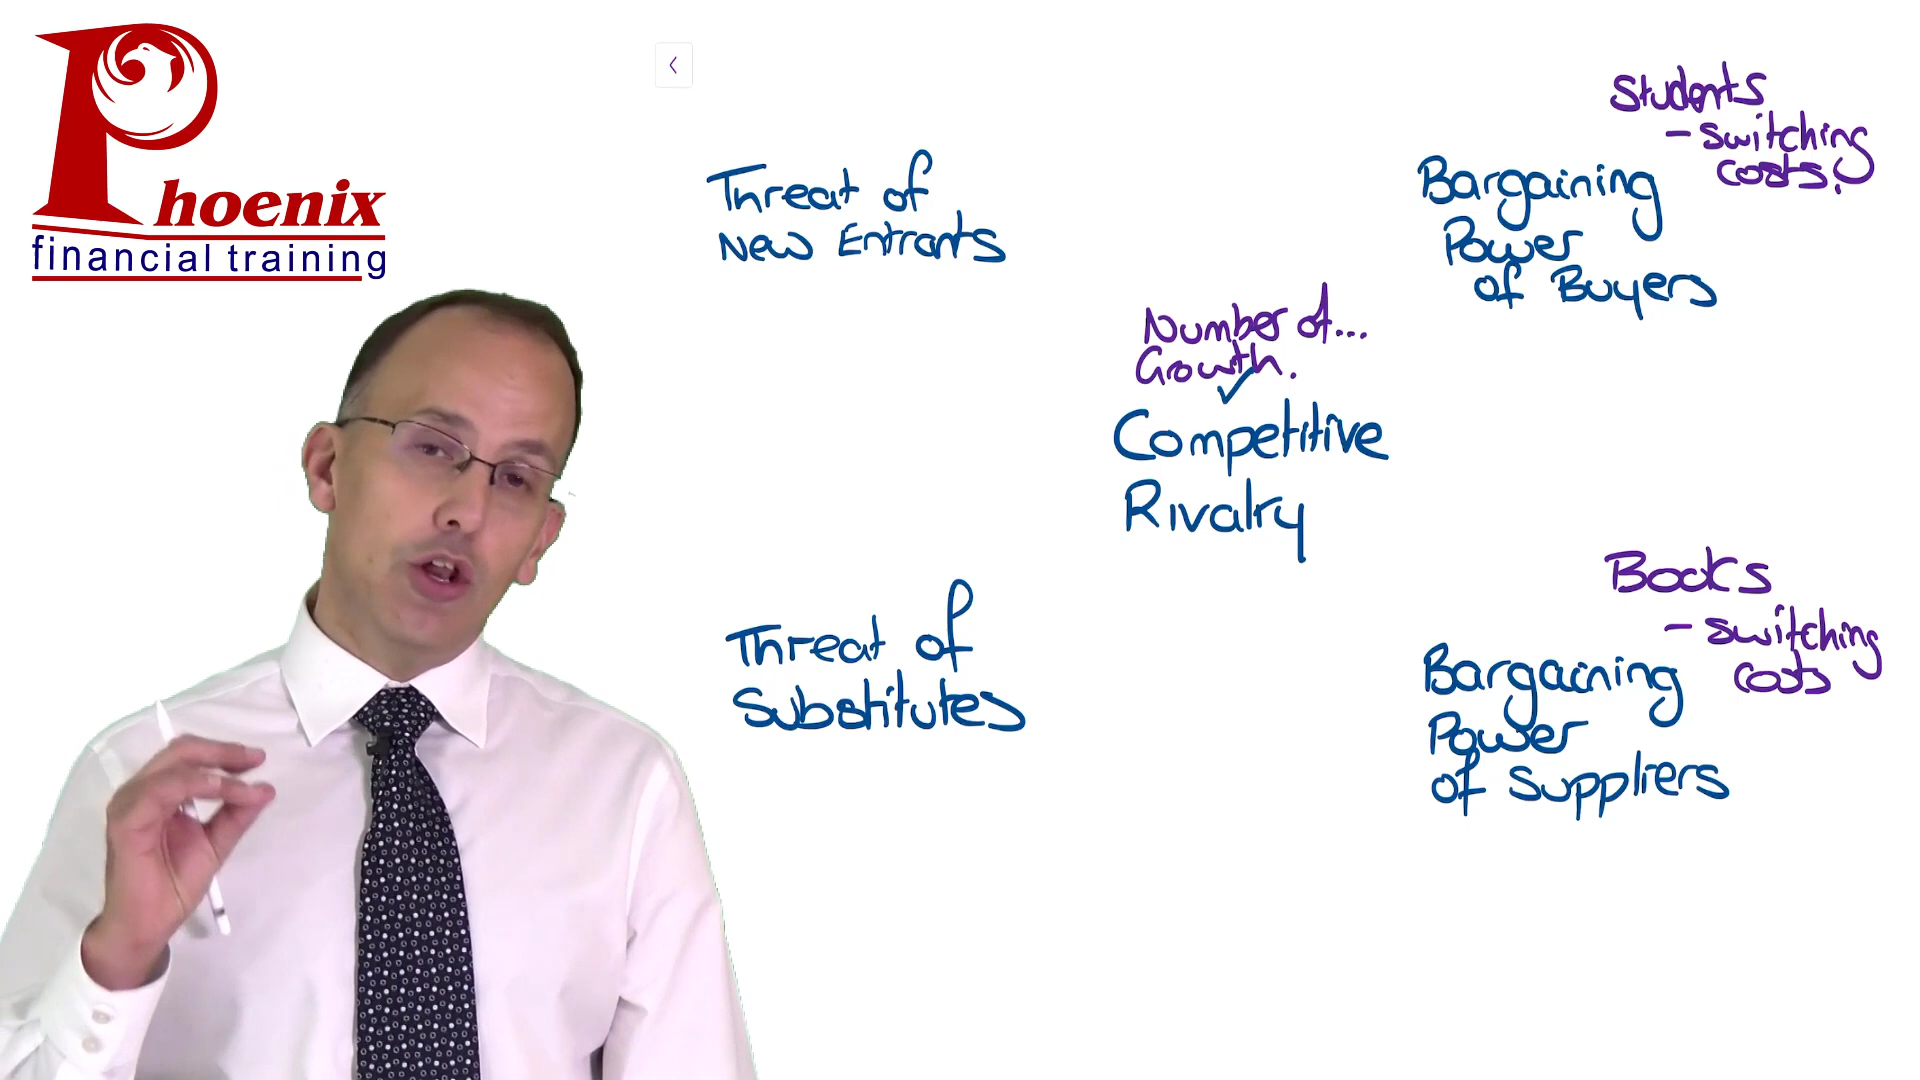 Phoenix
financial training
Threat of
New Entrants
Students
- switching
costs.
Bargaining
Power
of Buyers
Number of...
Growth.
Competitive
Rivalry
Threat of
Substitutes
Books
- switching
costs
Bargaining
Power
of Suppliers